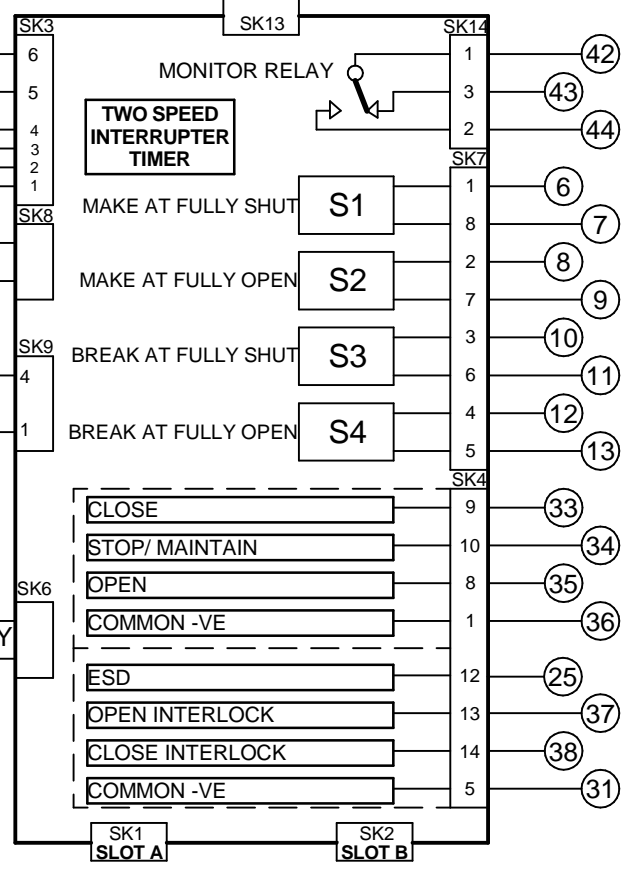 SK13
SK3
SK14
6
MONITOR RELAY
1
42
5
3
43
TWO SPEED
INTERRUPTER
TIMER
4
2
44
3
2
1
SK7
MAKE AT FULLY SHUT
S1
1
6
8
7
SK8
MAKE AT FULLY OPEN
S2
2
8
7
9
SK9
BREAK AT FULLY SHUT
S3
3
10
4
6
11
BREAK AT FULLY OPEN
S4
4
12
1
5
13
SK4
CLOSE
9
33
STOP/ MAINTAIN
10
34
OPEN
8
35
SK6
COMMON -VE
1
36
Y
ESD
12
25
OPEN INTERLOCK
13
37
CLOSE INTERLOCK
14
38
COMMON -VE
5
31
SK1
SLOT A
SK2
SLOT B